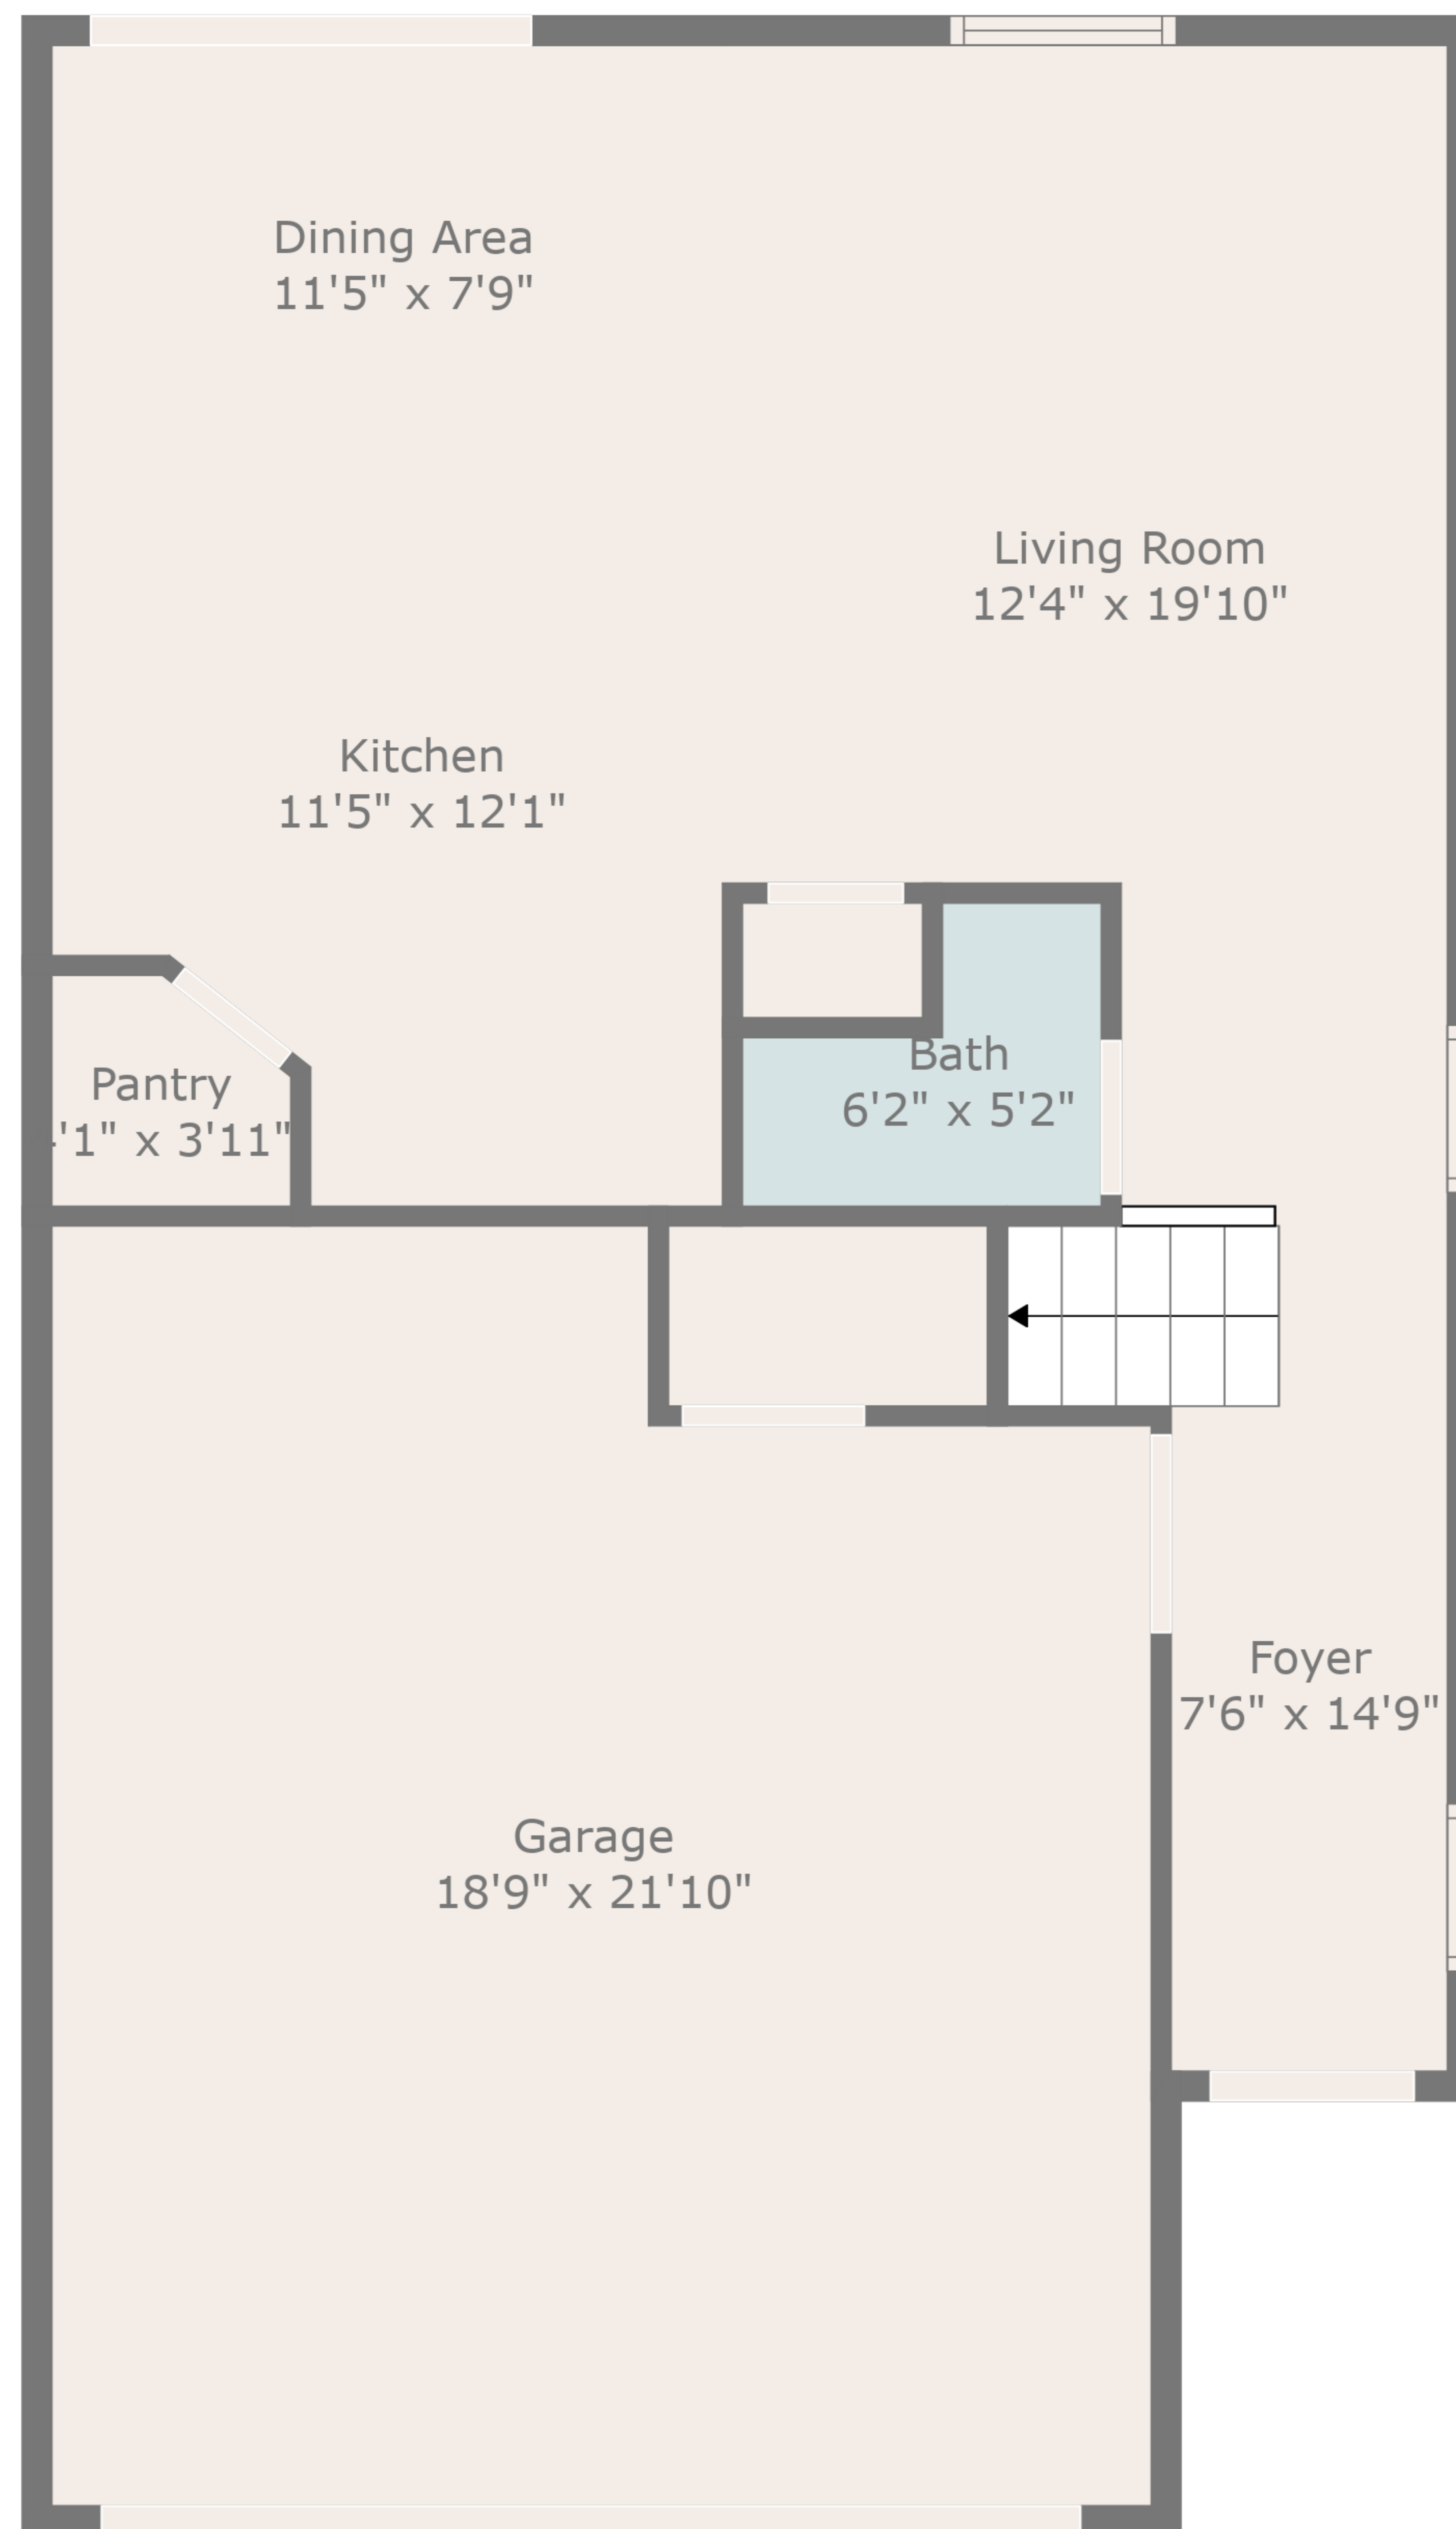 Dining Area
11'5" x 7'9"
Living Room
12'4" x 19'10"
Kitchen
11'5" x 12'1"
Bath
6'2" x 5'2"
Pantry
'1" x 3'11"
Foyer
7'6" x 14'9"
Garage
18'9" x 21'10"